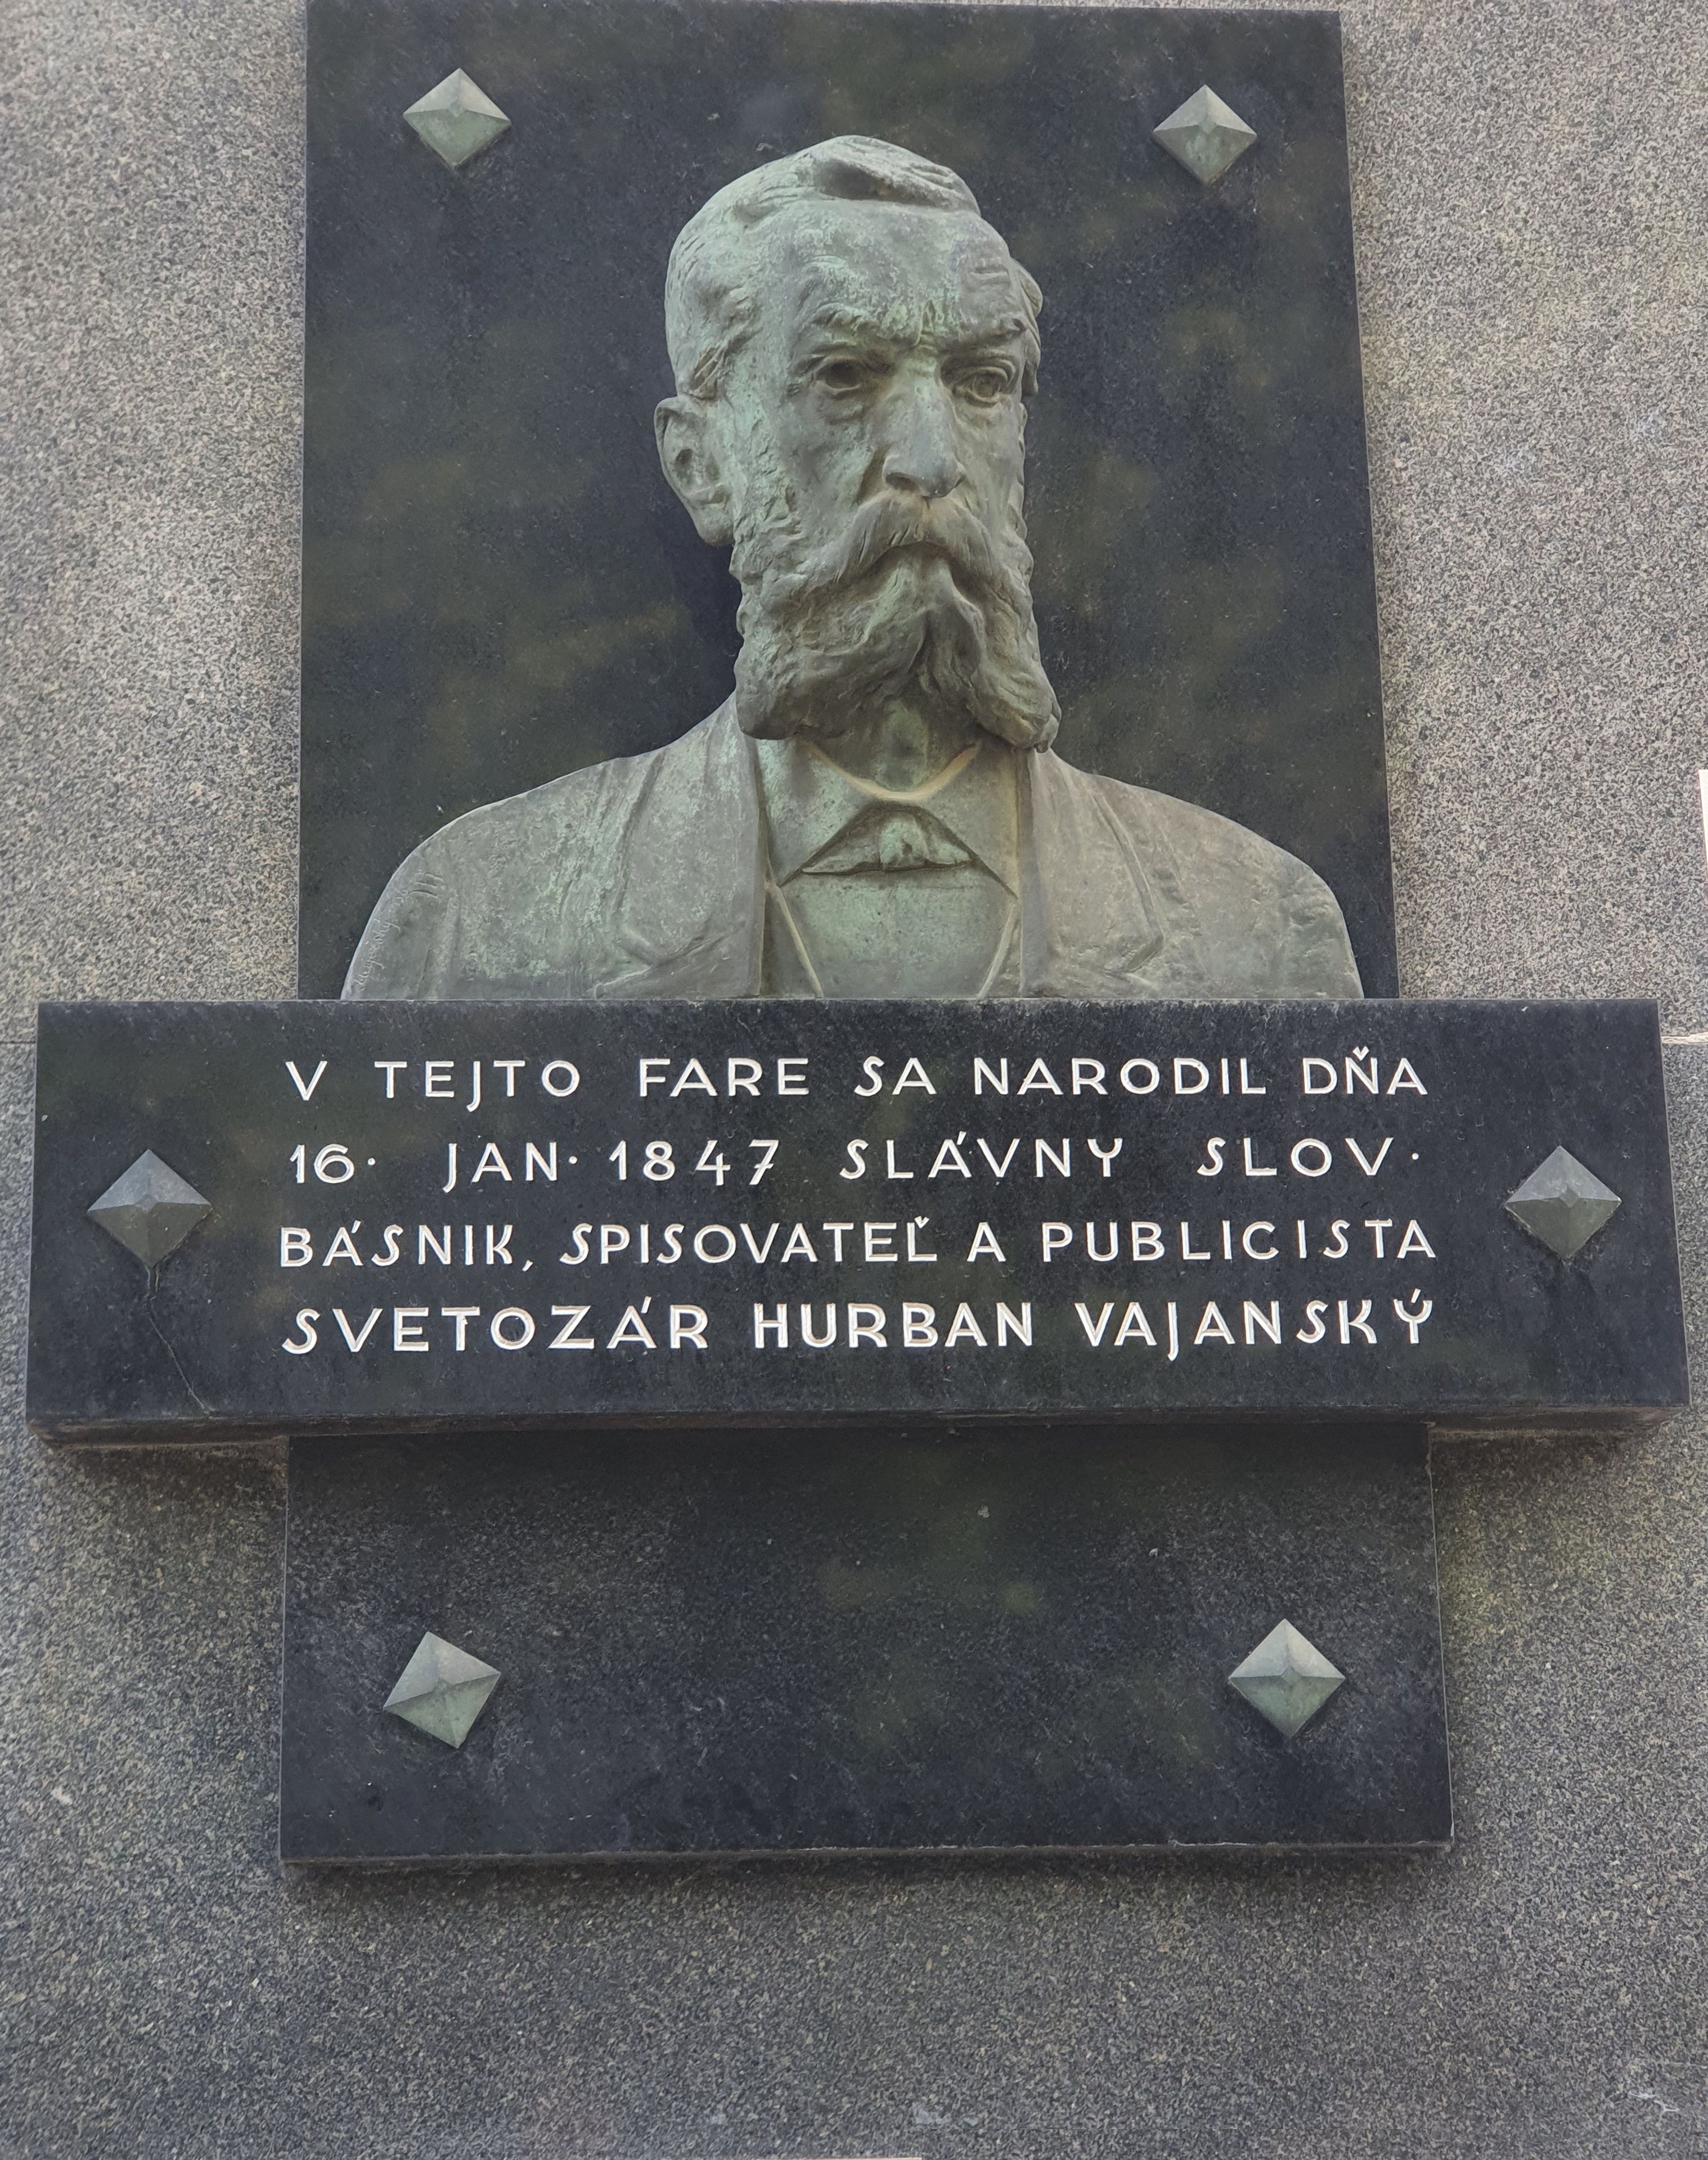 V TEJTO FARE SA NARODIL DŇA
16. JAN. 1847 SLÁVNY SLOV.
BÁSNIK, SPISOVATEĽ A PUBLICISTA
SVETOZÁR HURBAN VAJANSKÝ